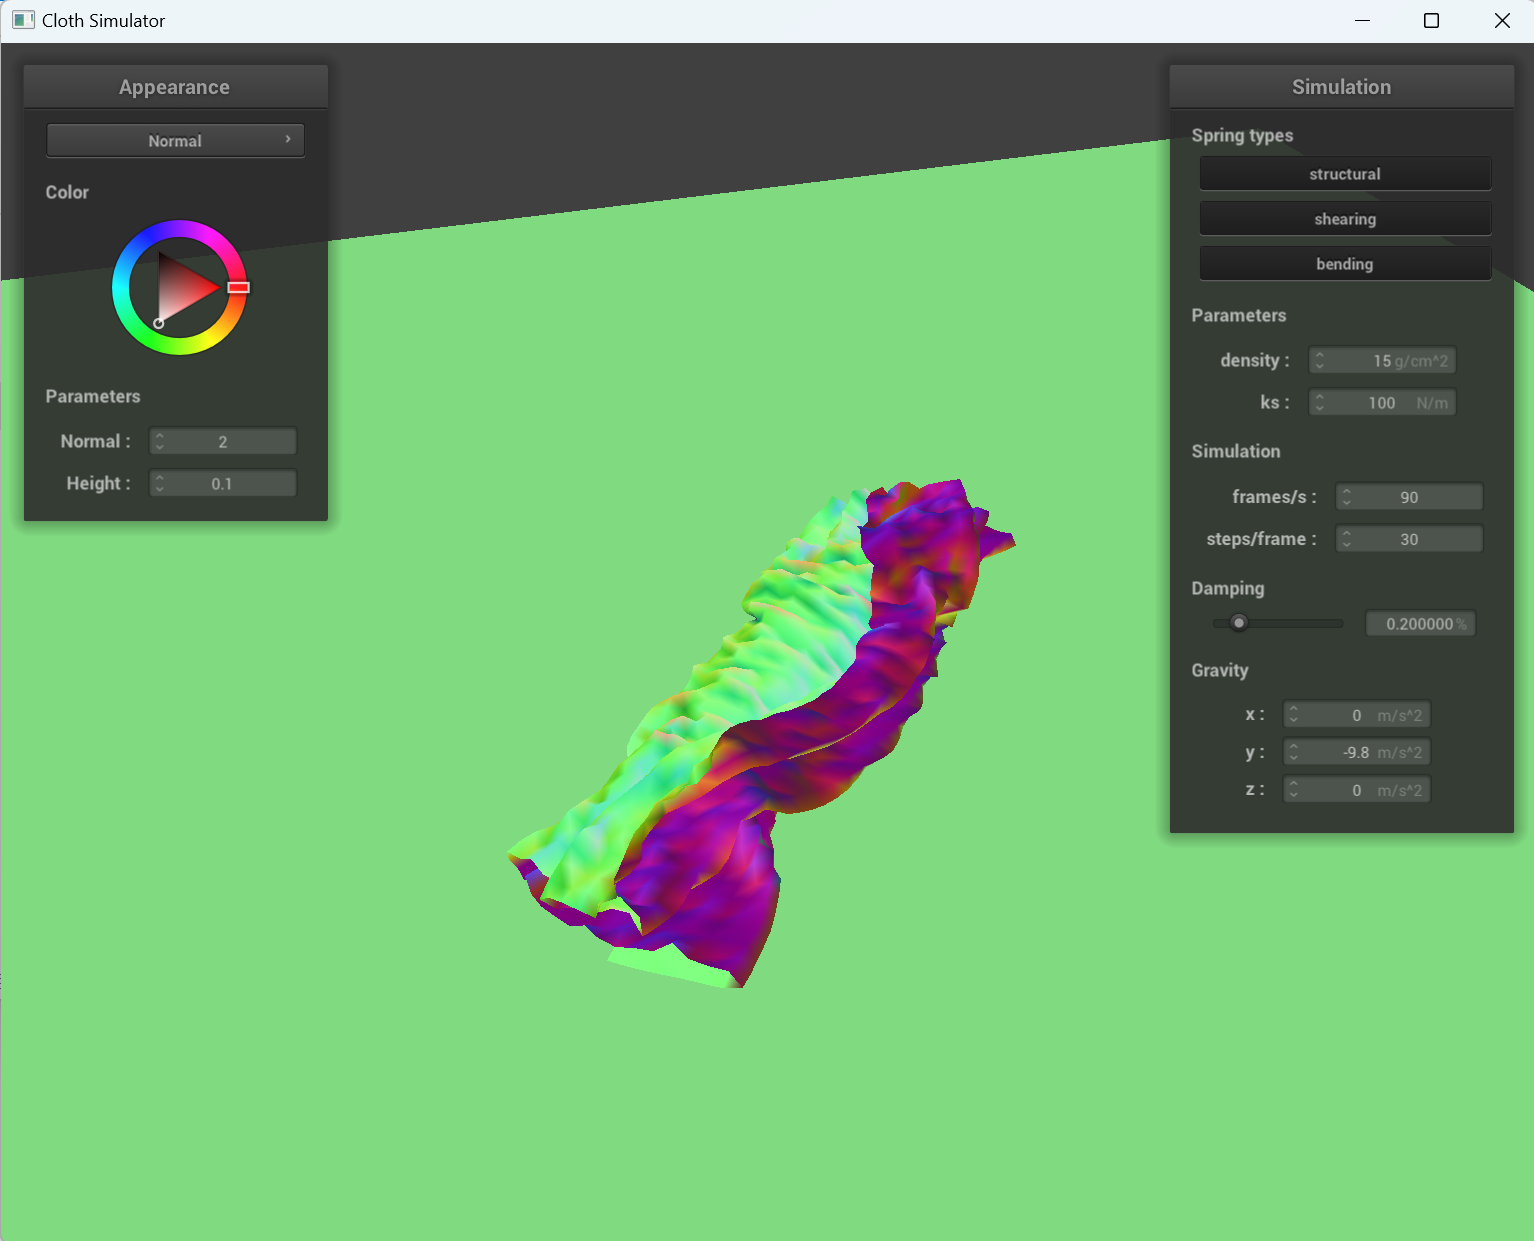 Cloth Simulator
Appearance
Normal
Color
Parameters
Normal : 2
Height : 0.1
Simulation
Spring types
structural
shearing
bending
Parameters
density : 15 g/cm^2
ks : 100 N/m
Simulation
frames/s : 90
steps/frame : 30
Damping
0.200000 %
Gravity
x : 0 m/s^2
y : -9.8 m/s^2
z : 0 m/s^2